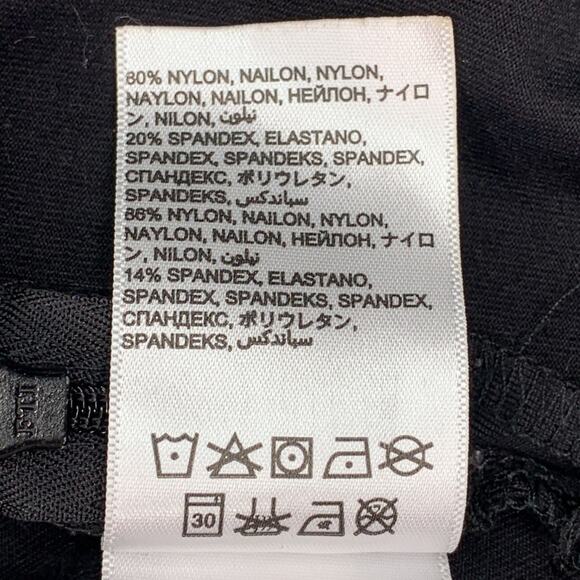 80% NYLON, NAILON, NYLON,
NAYLON, NAILON, НЕЙЛОН, ナイロ
ン, NILON, نيلون
20% SPANDEX, ELASTANO,
SPANDEX, SPANDEKS, SPANDEX,
СПАНДЕКС, ポリウレタン,
SPANDEKS, سباندكس
86% NYLON, NAILON, NYLON,
NAYLON, NAILON, НЕЙЛОН, ナイロ
ン, NILON, نيلون
14% SPANDEX, ELASTANO,
SPANDEX, SPANDEKS, SPANDEX,
СПАНДЕКС, ポリウレタン,
SPANDEKS, سباندكس
30